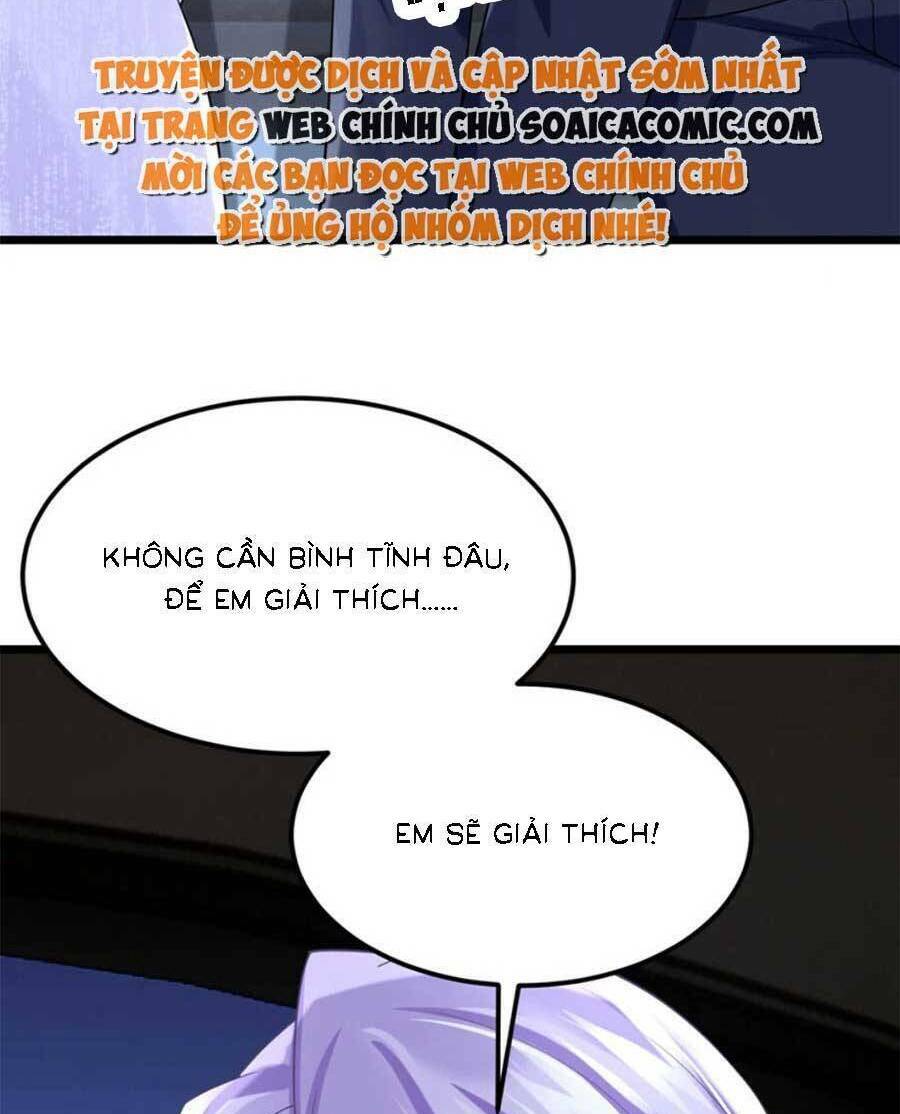 TRUYỆN ĐƯỢC DỊCH VÀ CẬP NHẬT SỚM NHẤT
TẠI TRANG WEB CHÍNH CHỦ SOAICACOMIC.COM
MỜI CÁC BẠN ĐỌC TẠI WEB CHÍNH CHỦ
ĐỂ ỦNG HỘ NHÓM DỊCH NHÉ!
KHÔNG CẦN BÌNH TĨNH ĐÂU,
ĐỂ EM GIẢI THÍCH......
EM SẼ GIẢI THÍCH!